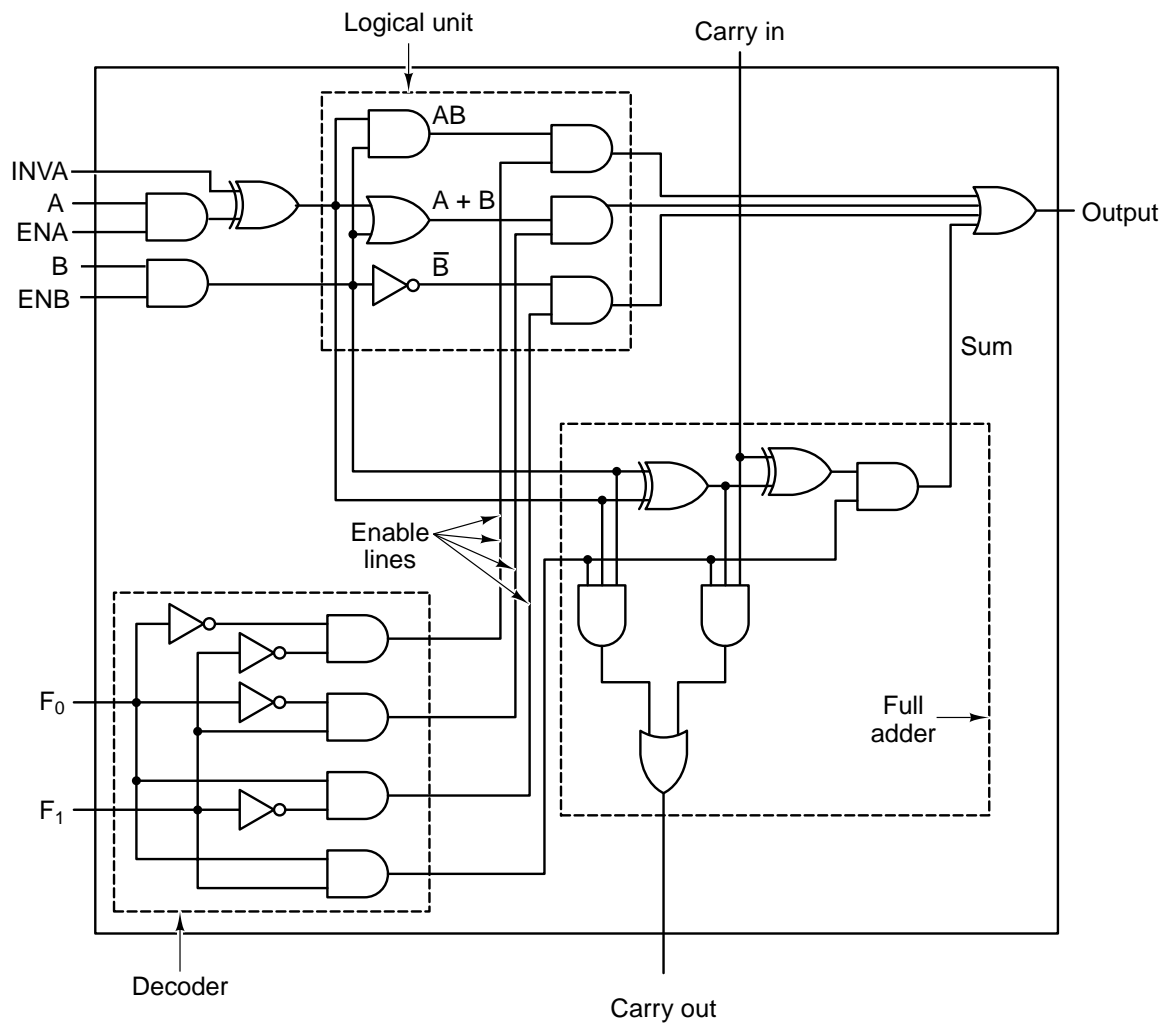 Logical unit
Carry in
AB
INVA
A
ENA
A + B
Output
B
ENB
B̅
Sum
Enable
lines
F₀
Full
adder
F₁
Decoder
Carry out